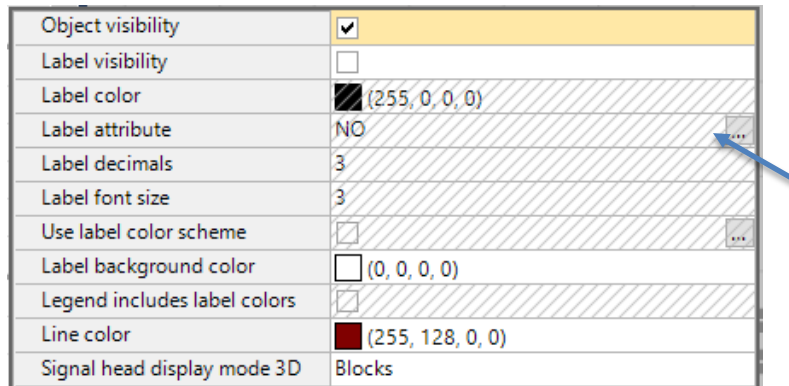 Object visibility
Label visibility
Label color (255, 0, 0, 0)
Label attribute NO ...
Label decimals 3
Label font size 3
Use label color scheme ...
Label background color (0, 0, 0, 0)
Legend includes label colors
Line color (255, 128, 0, 0)
Signal head display mode 3D Blocks